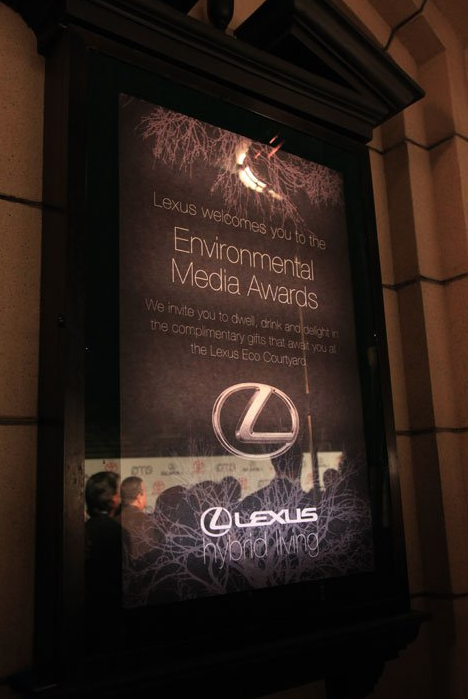 Lexus welcomes you to the
Environmental
Media Awards
We invite you to dwell, drink and delight in
the complimentary gifts that await you at
the Lexus Eco Courtyard.
LEXUS
hybrid living